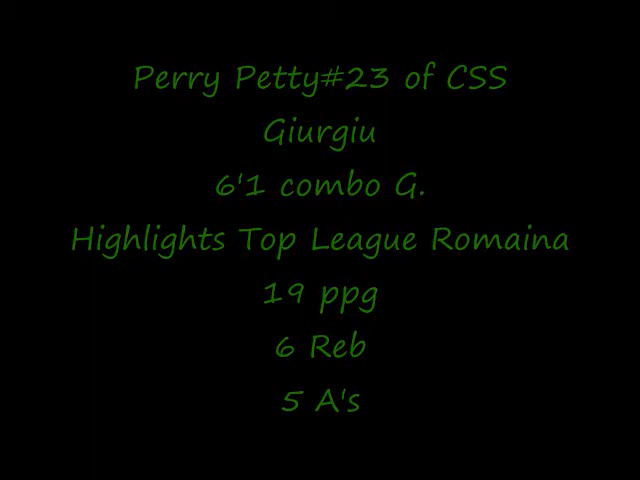 Perry Petty#23 of CSS
Giurgiu
6'1 combo G.
Highlights Top League Romaina
19 ppg
6 Reb
5 A's